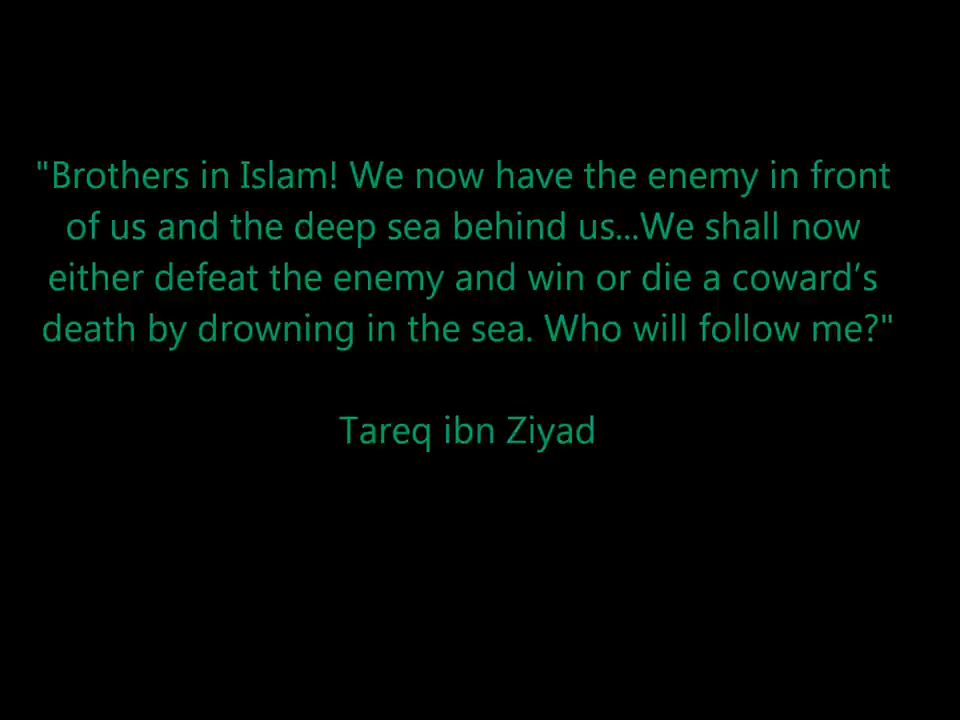 "Brothers in Islam! We now have the enemy in front
of us and the deep sea behind us...We shall now
either defeat the enemy and win or die a coward’s
death by drowning in the sea. Who will follow me?"
Tareq ibn Ziyad